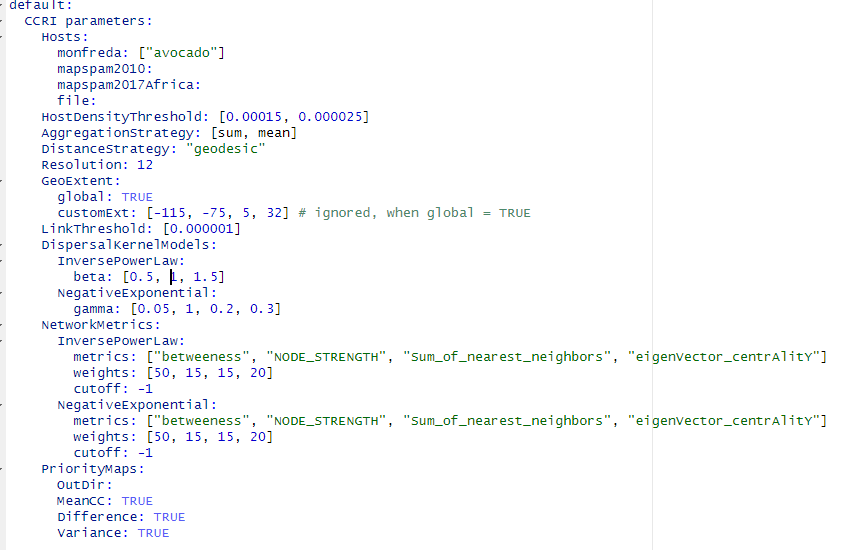 default:
  CCRI parameters:
    Hosts:
      monfreda: ["avocado"]
      mapspam2010:
      mapspam2017Africa:
      file:
    HostDensityThreshold: [0.00015, 0.000025]
    AggregationStrategy: [sum, mean]
    DistanceStrategy: "geodesic"
    Resolution: 12
    GeoExtent:
      global: TRUE
      customExt: [-115, -75, 5, 32] # ignored, when global = TRUE
    LinkThreshold: [0.000001]
    DispersalKernelModels:
      InversePowerLaw:
        beta: [0.5, 1, 1.5]
      NegativeExponential:
        gamma: [0.05, 1, 0.2, 0.3]
    NetworkMetrics:
      InversePowerLaw:
        metrics: ["betweeness", "NODE_STRENGTH", "Sum_of_nearest_neighbors", "eigenVector_centrAlitY"]
        weights: [50, 15, 15, 20]
        cutoff: -1
      NegativeExponential:
        metrics: ["betweeness", "NODE_STRENGTH", "Sum_of_nearest_neighbors", "eigenVector_centrAlitY"]
        weights: [50, 15, 15, 20]
        cutoff: -1
    PriorityMaps:
      OutDir:
      MeanCC: TRUE
      Difference: TRUE
      Variance: TRUE